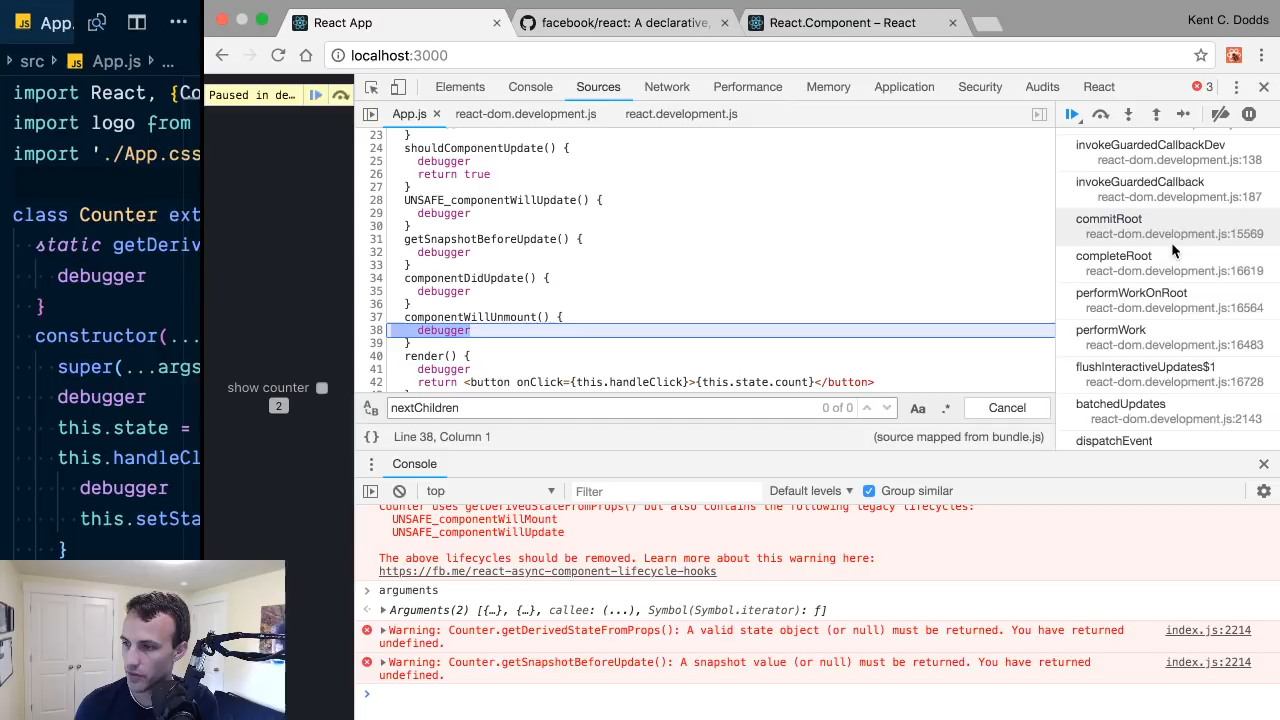 App.
React App
facebook/react: A declarative,
React.Component – React
Kent C. Dodds
src
App.js
...
localhost:3000
import React, {Co
import logo from
import './App.css
class Counter ext
static getDeriv
debugger
}
constructor(...
super(...args
debugger
this.state =
this.handleCl
debugger
this.setSta
}
Paused in de...
show counter
2
Elements
Console
Sources
Network
Performance
Memory
Application
Security
Audits
React
3
App.js
react-dom.development.js
react.development.js
23 }
24 shouldComponentUpdate() {
25 debugger
26 return true
27 }
28 UNSAFE_componentWillUpdate() {
29 debugger
30 }
31 getSnapshotBeforeUpdate() {
32 debugger
33 }
34 componentDidUpdate() {
35 debugger
36 }
37 componentWillUnmount() {
38 debugger
39 }
40 render() {
41 debugger
42 return <button onClick={this.handleClick}>{this.state.count}</button>
nextChildren
0 of 0
Aa
.*
Cancel
{}
Line 38, Column 1
(source mapped from bundle.js)
invokeGuardedCallbackDev
react-dom.development.js:138
invokeGuardedCallback
react-dom.development.js:187
commitRoot
react-dom.development.js:15569
completeRoot
react-dom.development.js:16619
performWorkOnRoot
react-dom.development.js:16564
performWork
react-dom.development.js:16483
flushInteractiveUpdates$1
react-dom.development.js:16728
batchedUpdates
react-dom.development.js:2143
dispatchEvent
Console
top
Filter
Default levels
Group similar
Counter uses getDerivedStateFromProps() but also contains the following legacy lifecycles:
UNSAFE_componentWillMount
UNSAFE_componentWillUpdate
The above lifecycles should be removed. Learn more about this warning here:
https://fb.me/react-async-component-lifecycle-hooks
arguments
Arguments(2) [{…}, {…}, callee: (...), Symbol(Symbol.iterator): ƒ]
Warning: Counter.getDerivedStateFromProps(): A valid state object (or null) must be returned. You have returned
index.js:2214
undefined.
Warning: Counter.getSnapshotBeforeUpdate(): A snapshot value (or null) must be returned. You have returned
index.js:2214
undefined.